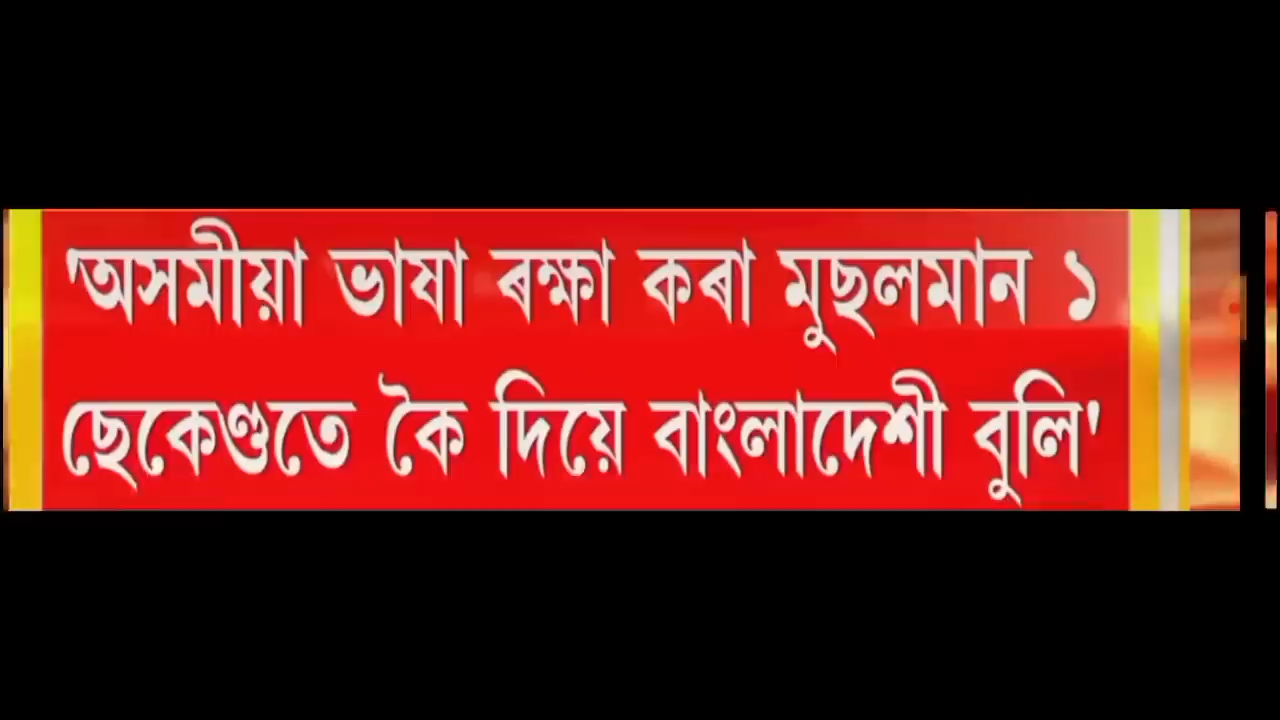 'অসমীয়া ভাষা ৰক্ষা কৰা মুছলমান ১
ছেকেণ্ডতে কৈ দিয়ে বাংলাদেশী বুলি'